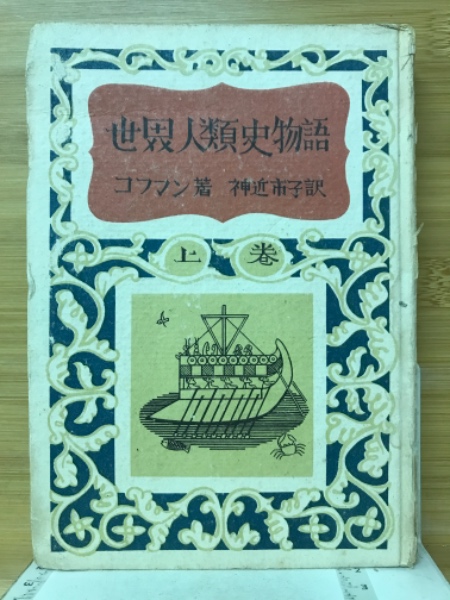 世界人類史物語
コフマン著 神近市子訳
上巻